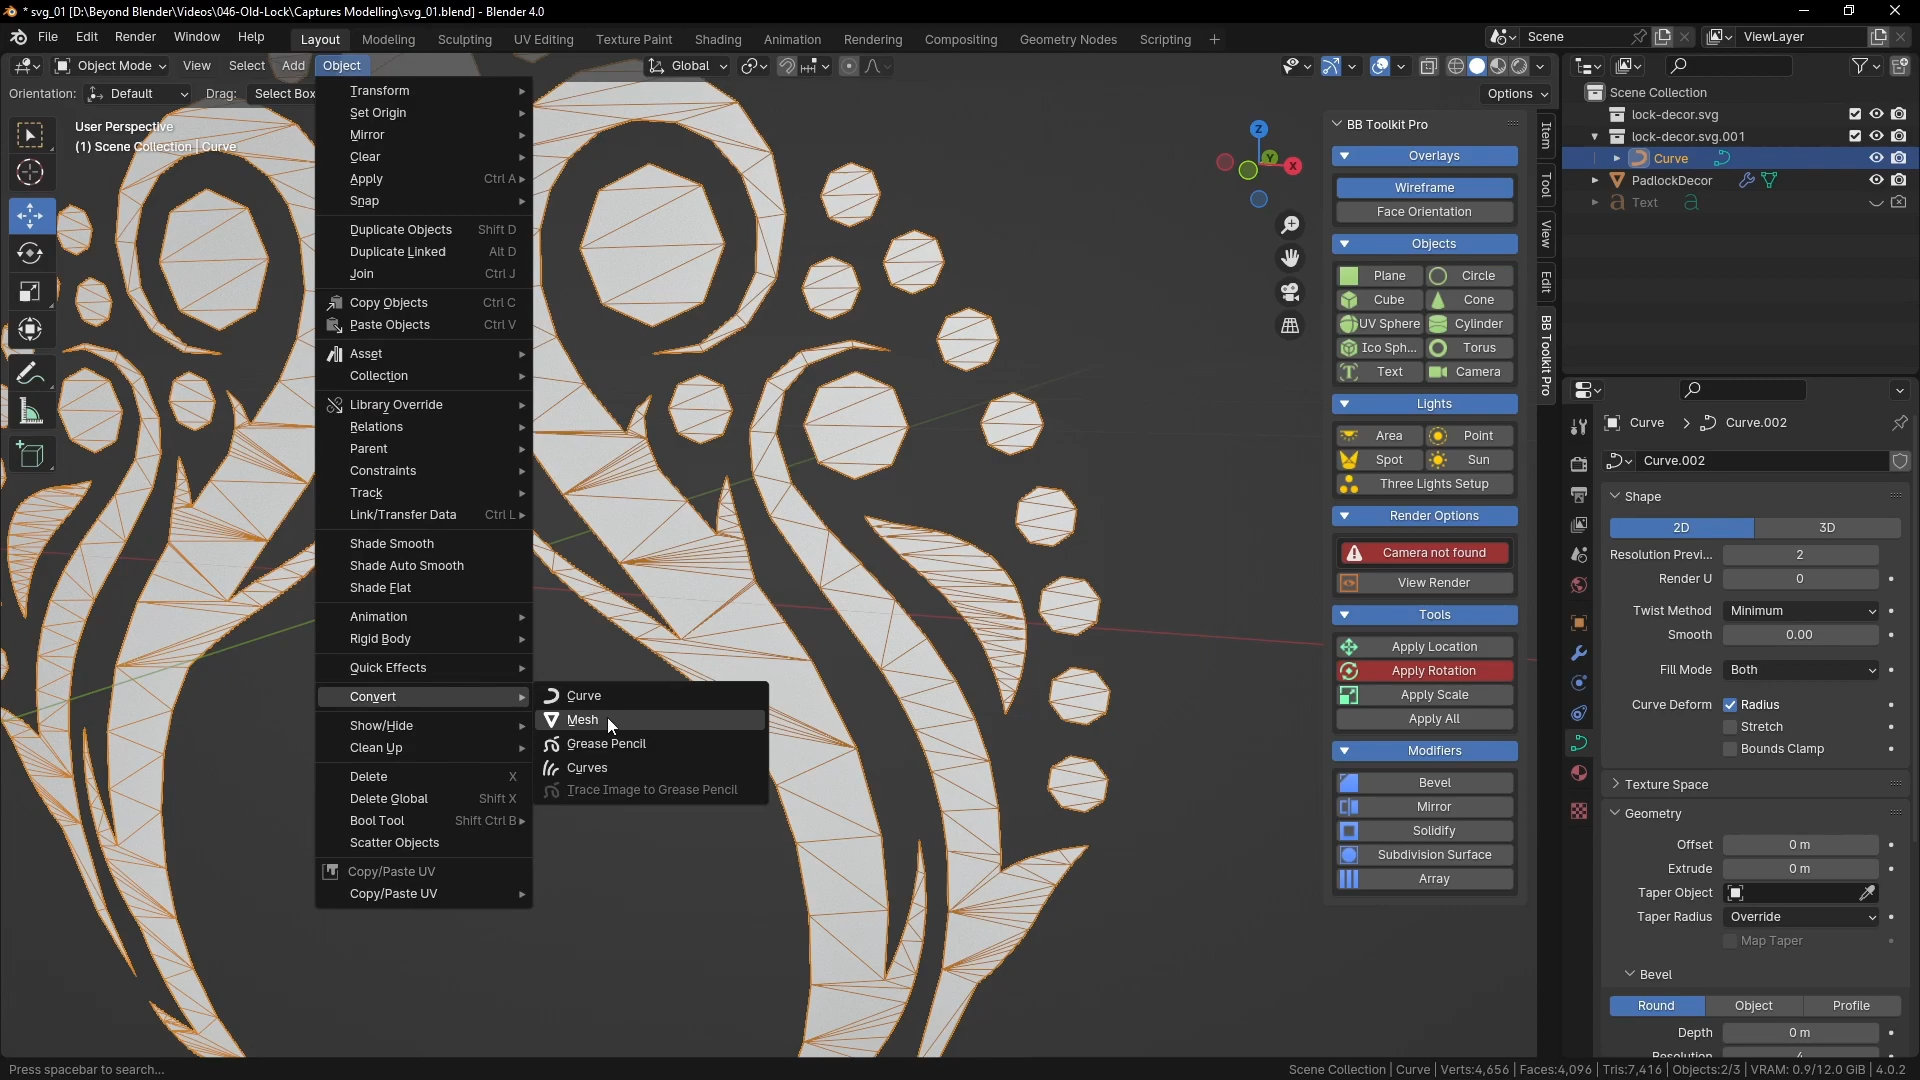 * svg_01 [D:\Beyond Blender\Videos\046-Old-Lock\Captures Modelling\svg_01.blend] - Blender 4.0
File Edit Render Window Help Layout Modeling Sculpting UV Editing Texture Paint Shading Animation Rendering Compositing Geometry Nodes Scripting + Scene ViewLayer
Object Mode View Select Add Object Global
Orientation: Default Drag: Select Box Options
User Perspective
(1) Scene Collection | Curve
Transform
Set Origin
Mirror
Clear
Apply Ctrl A
Snap
Duplicate Objects Shift D
Duplicate Linked Alt D
Join Ctrl J
Copy Objects Ctrl C
Paste Objects Ctrl V
Asset
Collection
Library Override
Relations
Parent
Constraints
Track
Link/Transfer Data Ctrl L
Shade Smooth
Shade Auto Smooth
Shade Flat
Animation
Rigid Body
Quick Effects
Convert
Show/Hide
Clean Up
Delete X
Delete Global Shift X
Bool Tool Shift Ctrl B
Scatter Objects
Copy/Paste UV
Copy/Paste UV
Curve
Mesh
Grease Pencil
Curves
Trace Image to Grease Pencil
Z
Y
X
BB Toolkit Pro
Overlays
Wireframe
Face Orientation
Objects
Plane Circle
Cube Cone
UV Sphere Cylinder
Ico Sph... Torus
Text Camera
Lights
Area Point
Spot Sun
Three Lights Setup
Render Options
Camera not found
View Render
Tools
Apply Location
Apply Rotation
Apply Scale
Apply All
Modifiers
Bevel
Mirror
Solidify
Subdivision Surface
Array
Item
Tool
View
Edit
BB Toolkit Pro
Scene Collection
lock-decor.svg
lock-decor.svg.001
Curve
PadlockDecor
Text
Curve > Curve.002
Curve.002
Shape
2D 3D
Resolution Previ... 2
Render U 0
Twist Method Minimum
Smooth 0.00
Fill Mode Both
Curve Deform Radius
Stretch
Bounds Clamp
Texture Space
Geometry
Offset 0 m
Extrude 0 m
Taper Object
Taper Radius Override
Map Taper
Bevel
Round Object Profile
Depth 0 m
Resolution 4
Press spacebar to search...
Scene Collection | Curve | Verts:4,656 | Faces:4,096 | Tris:7,416 | Objects:2/3 | VRAM: 0.9/12.0 GiB | 4.0.2